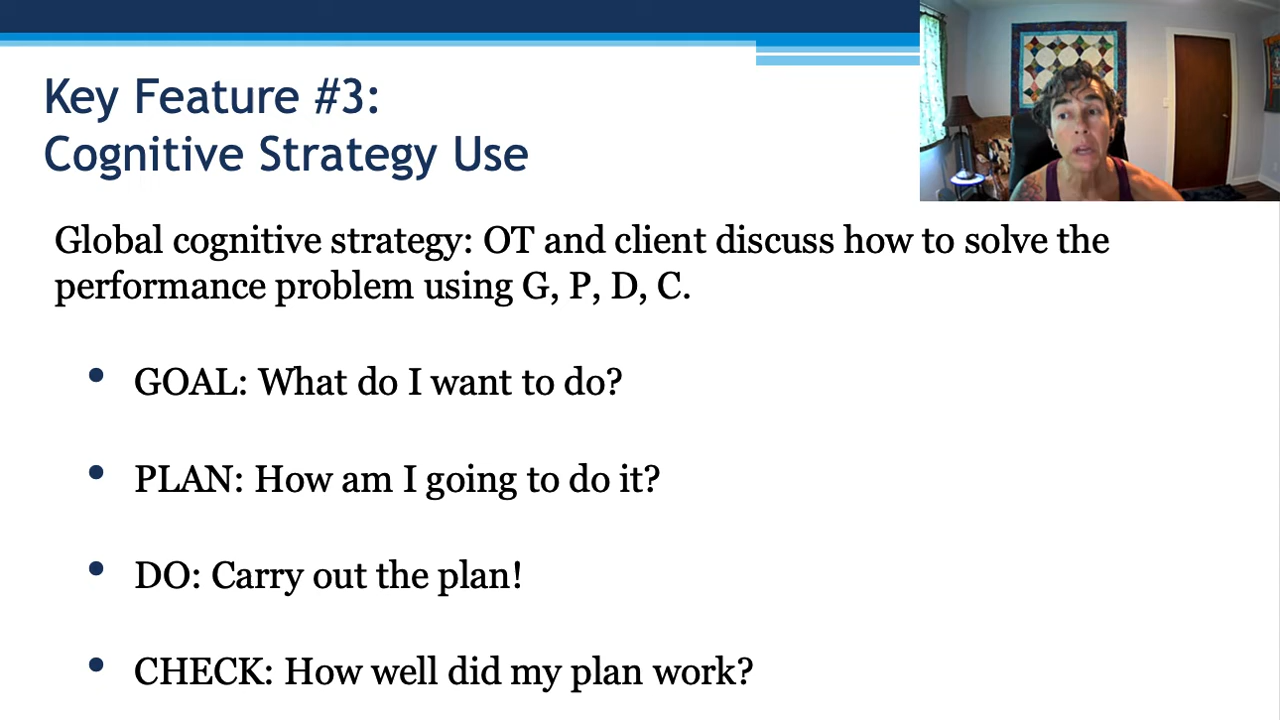 Key Feature #3:
Cognitive Strategy Use
Global cognitive strategy: OT and client discuss how to solve the
performance problem using G, P, D, C.
• GOAL: What do I want to do?
• PLAN: How am I going to do it?
• DO: Carry out the plan!
• CHECK: How well did my plan work?